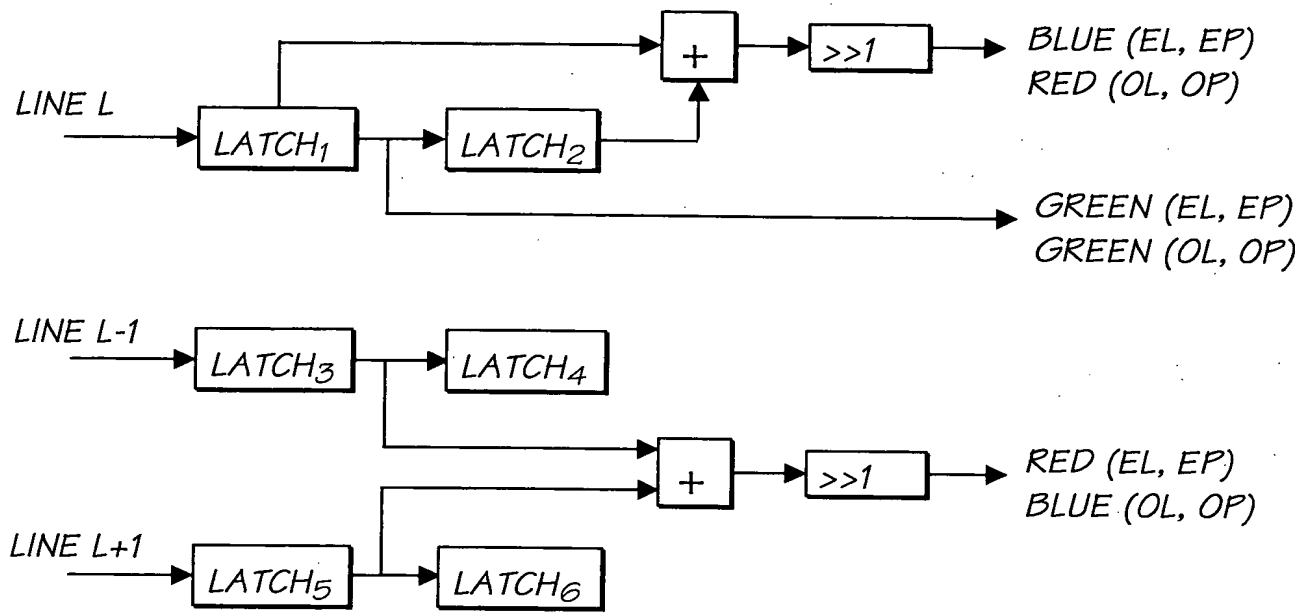 +
>>1
BLUE (EL, EP)
RED (OL, OP)
LINE L
LATCH₁
LATCH₂
GREEN (EL, EP)
GREEN (OL, OP)
LINE L-1
LATCH₃
LATCH₄
+
>>1
RED (EL, EP)
BLUE (OL, OP)
LINE L+1
LATCH₅
LATCH₆